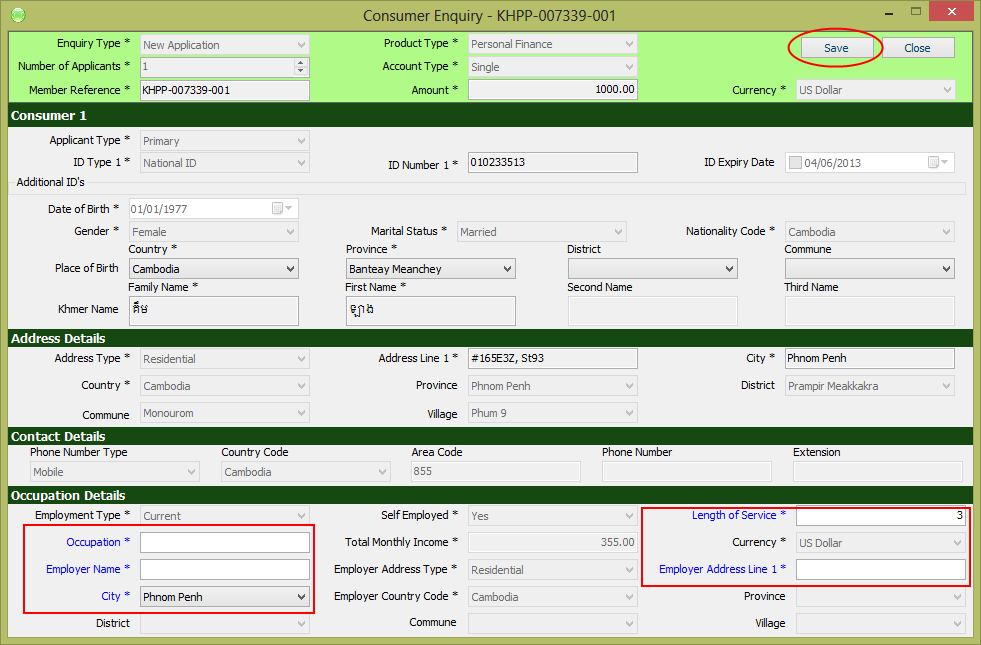 Consumer Enquiry - KHPP-007339-001
Enquiry Type * New Application Product Type * Personal Finance Save Close
Number of Applicants * 1 Account Type * Single
Member Reference * KHPP-007339-001 Amount * 1000.00 Currency * US Dollar
Consumer 1
Applicant Type * Primary
ID Type 1 * National ID ID Number 1 * 010233513 ID Expiry Date 04/06/2013
Additional ID's
Date of Birth * 01/01/1977
Gender * Female Marital Status * Married Nationality Code * Cambodia
Country * Province * District Commune
Place of Birth Cambodia Banteay Meanchey
Family Name * First Name * Second Name Third Name
Khmer Name គឹម ឡាង
Address Details
Address Type * Residential Address Line 1 * #165E3Z, St93 City * Phnom Penh
Country * Cambodia Province Phnom Penh District Prampir Meakkakra
Commune Monourom Village Phum 9
Contact Details
Phone Number Type Country Code Area Code Phone Number Extension
Mobile Cambodia 855
Occupation Details
Employment Type * Current Self Employed * Yes Length of Service * 3
Occupation * Total Monthly Income * 355.00 Currency * US Dollar
Employer Name * Employer Address Type * Residential Employer Address Line 1 *
City * Phnom Penh Employer Country Code * Cambodia Province
District Commune Village